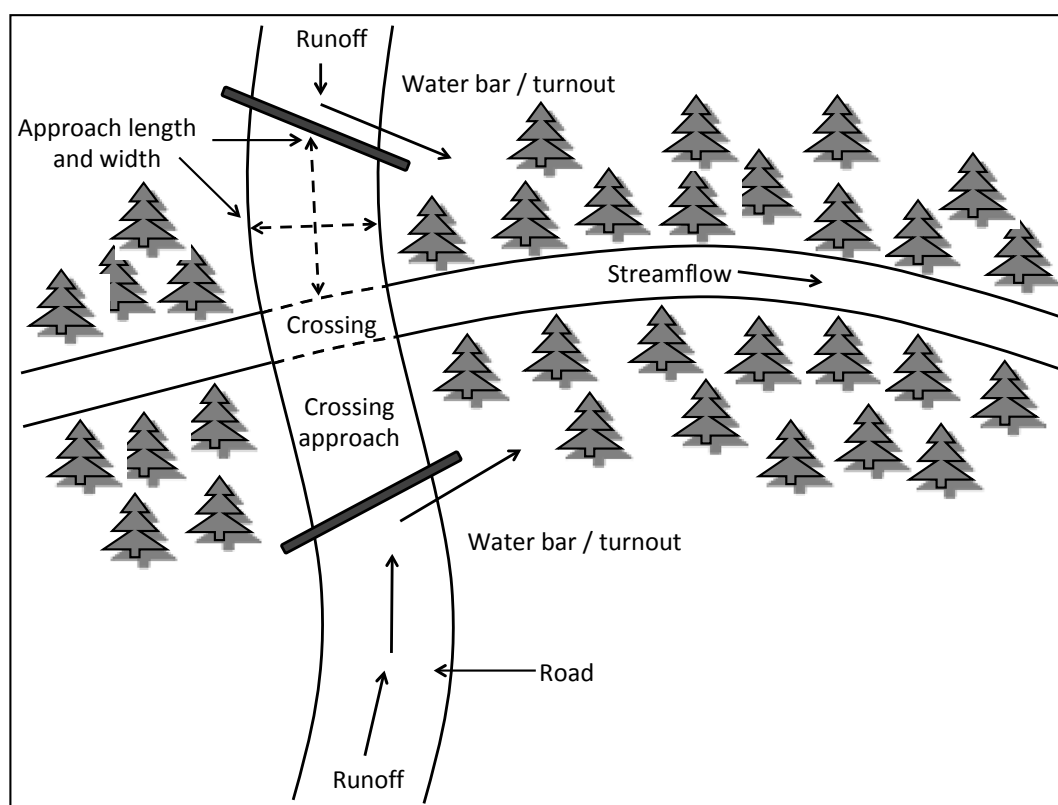 Runoff
Water bar / turnout
Approach length
and width
Streamflow
Crossing
Crossing
approach
Water bar / turnout
Road
Runoff